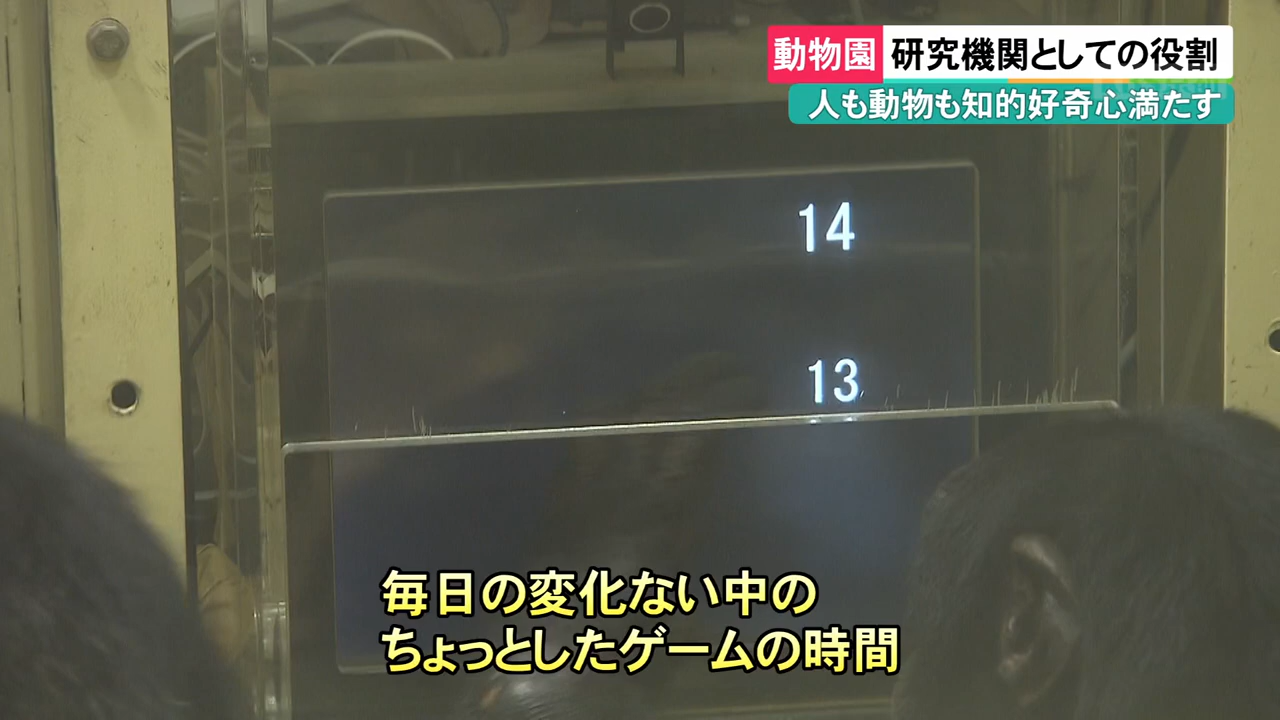 動物園 研究機関としての役割
人も動物も知的好奇心満たす
14
13
毎日の変化ない中の
ちょっとしたゲームの時間